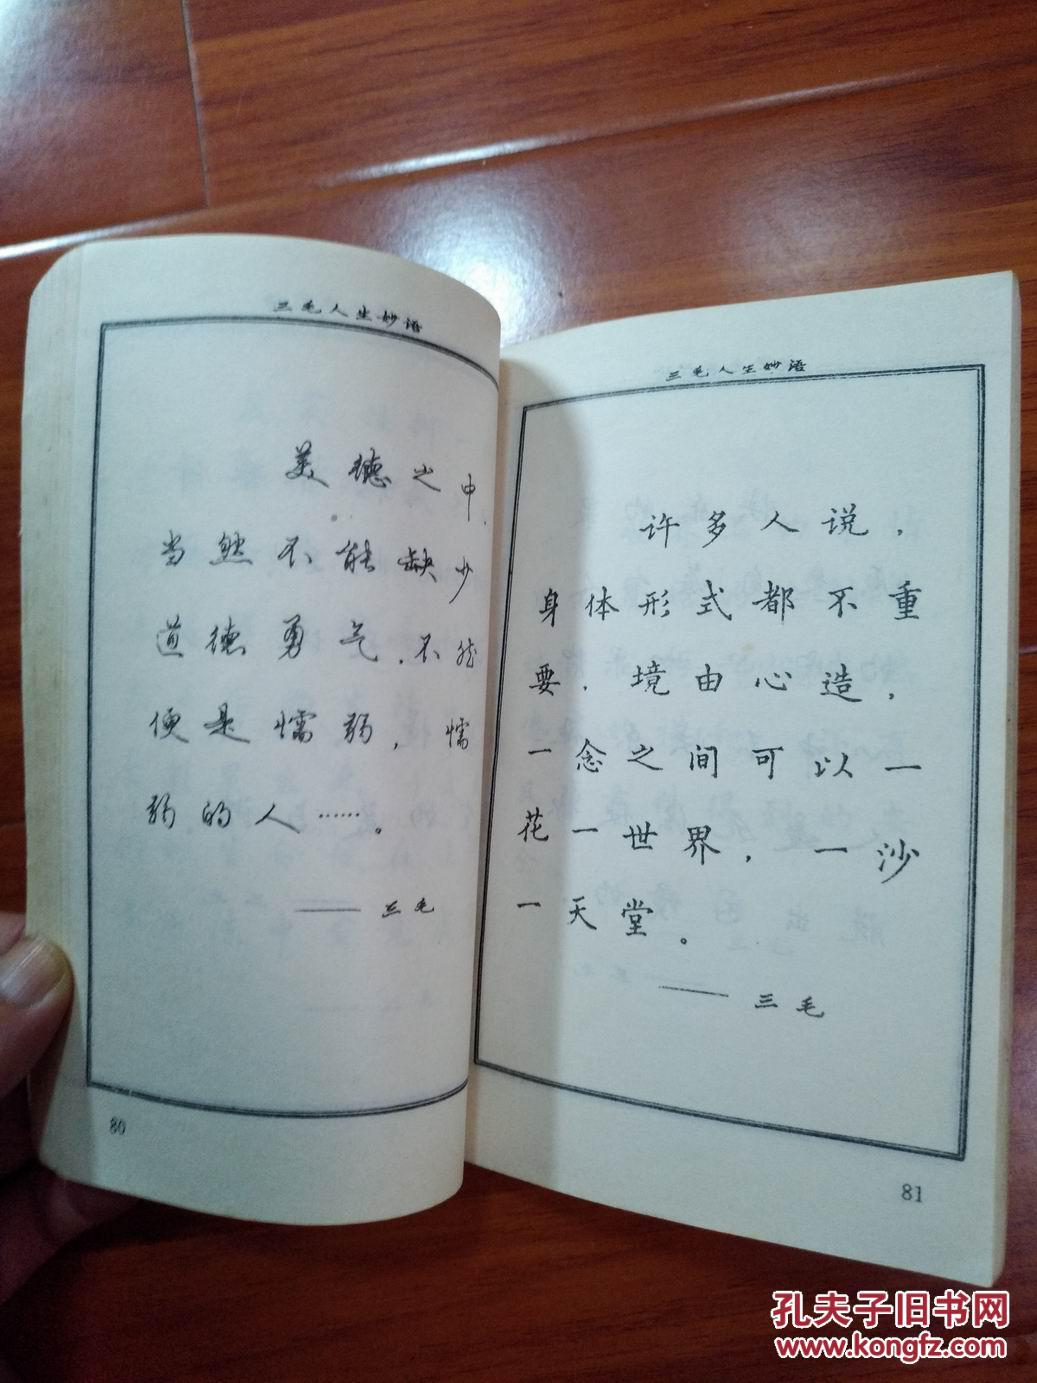 三毛人生妙语
美德之中，
当然不能缺少
道德勇气，不然
便是懦弱，懦
弱的人……。
——三毛
80
三毛人生妙语
许多人说，
身体形式都不重
要，境由心造，
一念之间可以一
花一世界，一沙
一天堂。
——三毛
81
孔夫子旧书网
www.kongfz.com